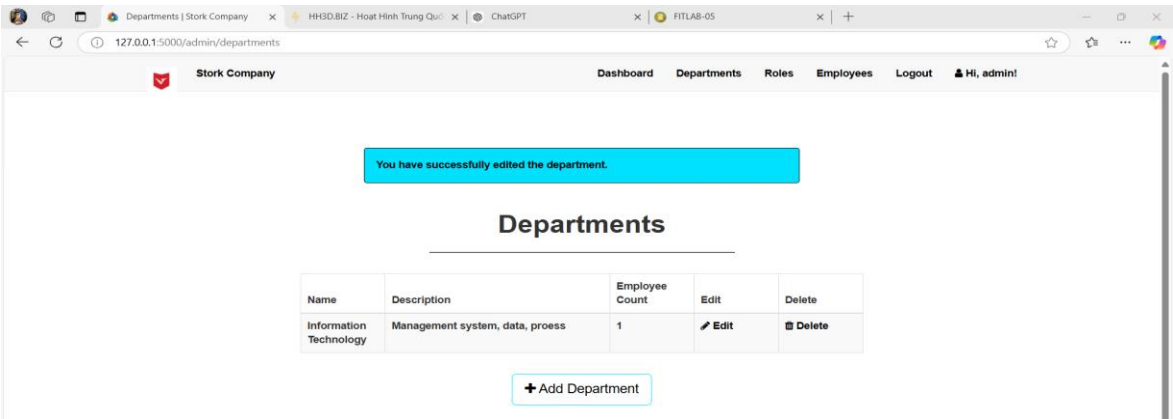 Departments | Stork Company
HH3D.BIZ - Hoạt Hình Trung Quố
ChatGPT
FITLAB-05
127.0.0.1:5000/admin/departments
Stork Company
Dashboard Departments Roles Employees Logout Hi, admin!
You have successfully edited the department.
Departments
Name Description Employee Count Edit Delete
Information Technology Management system, data, proess 1 Edit Delete
Add Department